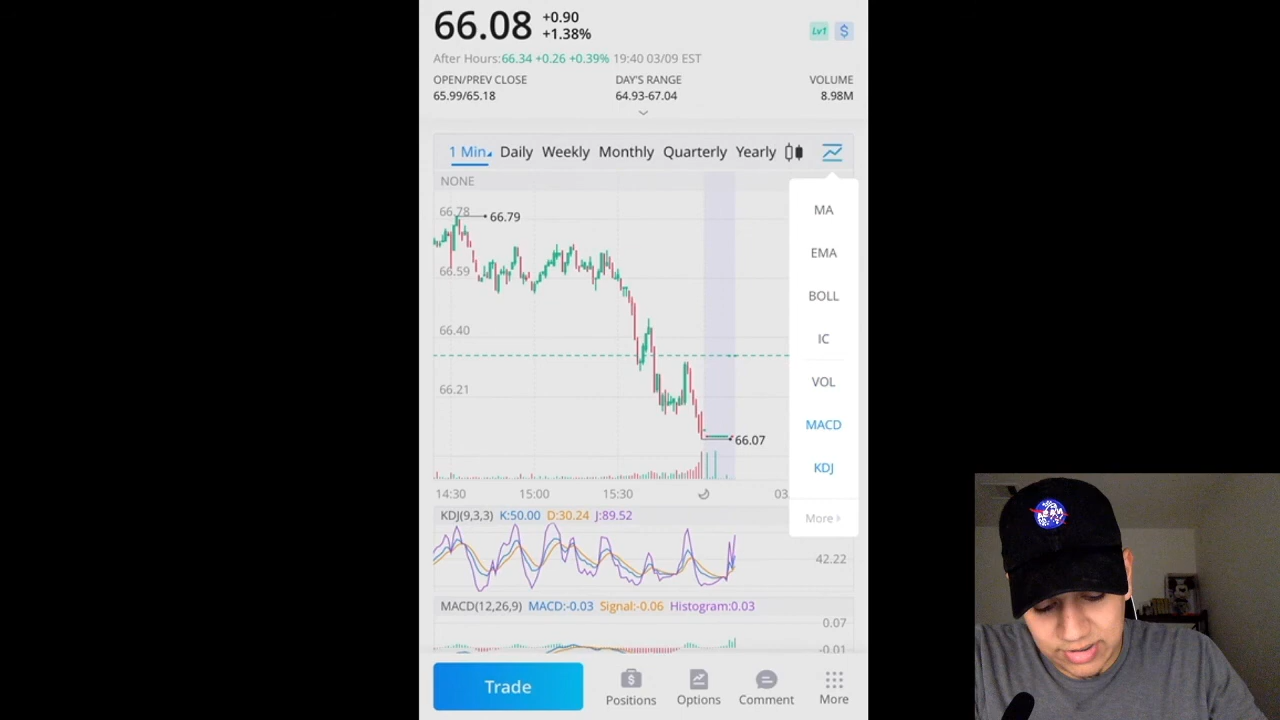 66.08 +0.90
+1.38%
Lv1 $
After Hours:66.34 +0.26 +0.39% 19:40 03/09 EST
OPEN/PREV CLOSE DAY'S RANGE VOLUME
65.99/65.18 64.93-67.04 8.98M
1 Min Daily Weekly Monthly Quarterly Yearly
NONE
66.78
66.79
66.59
66.40
66.21
66.07
MA
EMA
BOLL
IC
VOL
MACD
KDJ
More >
14:30 15:00 15:30 03
KDJ(9,3,3) K:50.00 D:30.24 J:89.52
42.22
MACD(12,26,9) MACD:-0.03 Signal:-0.06 Histogram:0.03
0.07
-0.01
Trade Positions Options Comment More